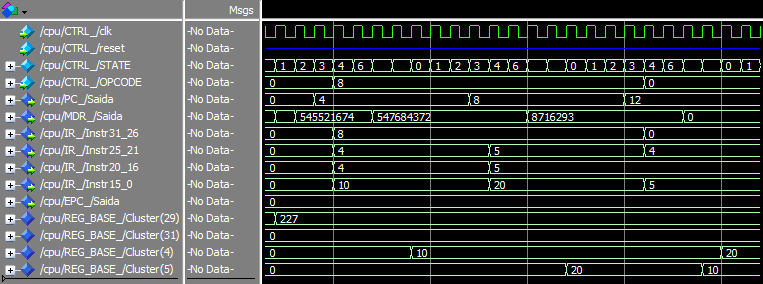 Msgs
/cpu/CTRL_/clk -No Data-
/cpu/CTRL_/reset -No Data-
/cpu/CTRL_/STATE -No Data- 1 2 3 4 6 0 1 2 3 4 6 0 1 2 3 4 6 0 1
/cpu/CTRL_/OPCODE -No Data- 0 8 0
/cpu/PC_/Saida -No Data- 0 4 8 12
/cpu/MDR_/Saida -No Data- 0 545521674 547684372 8716293 0
/cpu/IR_/Instr31_26 -No Data- 0 8 0
/cpu/IR_/Instr25_21 -No Data- 0 4 5 4
/cpu/IR_/Instr20_16 -No Data- 0 4 5
/cpu/IR_/Instr15_0 -No Data- 0 10 20 5
/cpu/EPC_/Saida -No Data- 0
/cpu/REG_BASE_/Cluster(29) -No Data- 227
/cpu/REG_BASE_/Cluster(31) -No Data- 0
/cpu/REG_BASE_/Cluster(4) -No Data- 0 10 20
/cpu/REG_BASE_/Cluster(5) -No Data- 0 20 10